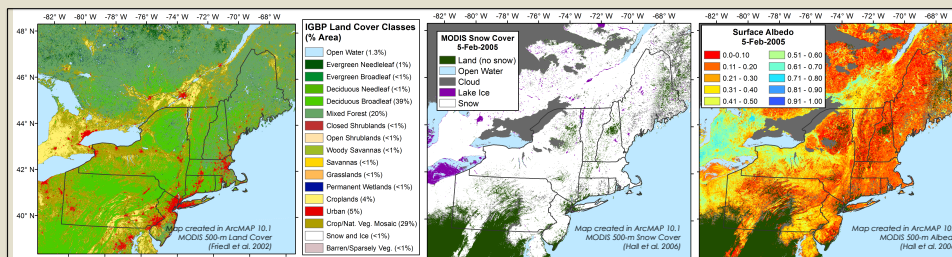 -82° W -80° W -78° W -76° W -74° W -72° W -70° W -68° W
48° N
46° N
44° N
42° N
40° N
Map created in ArcMAP 10.1
MODIS 500-m Land Cover
(Friedl et al. 2002)
IGBP Land Cover Classes
(% Area)
Open Water (1.3%)
Evergreen Needleleaf (1%)
Evergreen Broadleaf (<1%)
Deciduous Needleleaf (<1%)
Deciduous Broadleaf (39%)
Mixed Forest (20%)
Closed Shrublands (<1%)
Open Shrublands (<1%)
Woody Savannas (<1%)
Savannas (<1%)
Grasslands (<1%)
Permanent Wetlands (<1%)
Croplands (4%)
Urban (5%)
Crop/Nat. Veg. Mosaic (29%)
Snow and Ice (<1%)
Barren/Sparsely Veg. (<1%)
-82° W -80° W -78° W -76° W -74° W -72° W -70° W -68° W
MODIS Snow Cover
5-Feb-2005
Land (no snow)
Open Water
Cloud
Lake Ice
Snow
Map created in ArcMAP 10.1
MODIS 500-m Snow Cover
(Hall et al. 2006)
-82° W -80° W -78° W -76° W -74° W -72° W -70° W -68° W
Surface Albedo
5-Feb-2005
0.0-0.10
0.11 - 0.20
0.21 - 0.30
0.31 - 0.40
0.41 - 0.50
0.51 - 0.60
0.61 - 0.70
0.71 - 0.80
0.81 - 0.90
0.91 - 1.00
Map created in ArcMAP 10
MODIS 500-m Albed
(Hall et al. 200